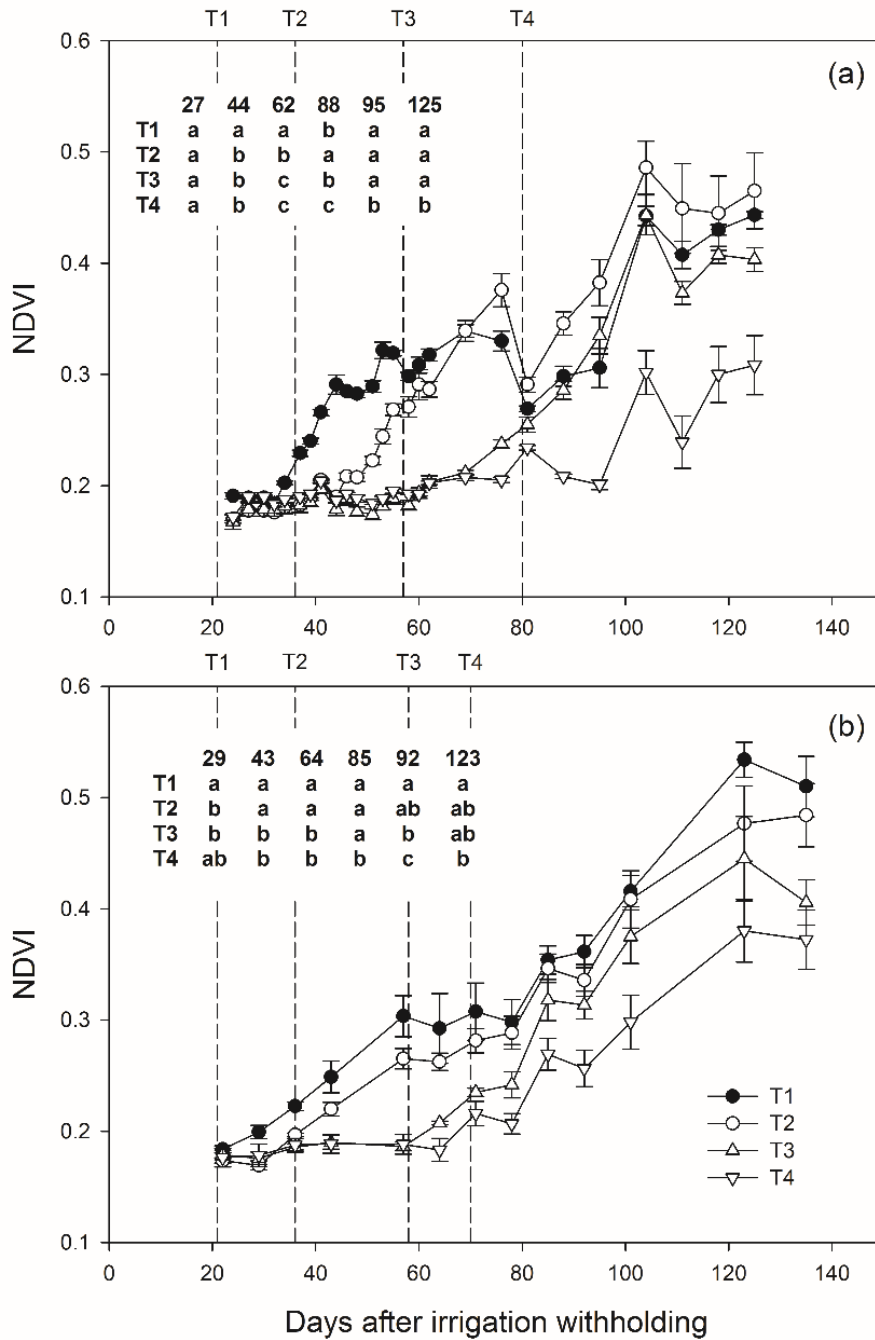 T1 T2 T3 T4
0.6
(a)
27 44 62 88 95 125
T1 a a a b a a
T2 a b b a a a
T3 a b c b a a
T4 a b c c b b
0.5
0.4
NDVI
0.3
0.2
0.1
0 20 40 60 80 100 120 140
T1 T2 T3 T4
0.6
(b)
29 43 64 85 92 123
T1 a a a a a a
T2 b a a a ab ab
T3 b b b a b ab
T4 ab b b b c b
0.5
0.4
NDVI
0.3
T1
T2
T3
T4
0.2
0.1
0 20 40 60 80 100 120 140
Days after irrigation withholding